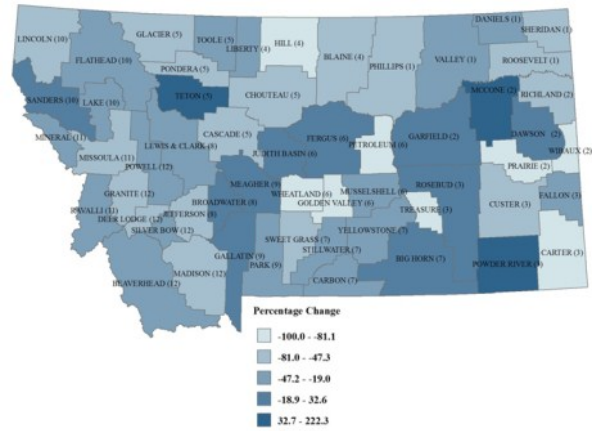 LINCOLN (10)
GLACIER (5)
TOOLE (5)
LIBERTY (4)
HILL (4)
BLAINE (4)
PHILLIPS (1)
VALLEY (1)
DANIELS (1)
SHERIDAN (1)
ROOSEVELT (1)
FLATHEAD (10)
PONDERA (5)
TETON (5)
CHOUTEAU (5)
MCCONE (2)
RICHLAND (2)
SANDERS (10)
LAKE (10)
LEWIS & CLARK (8)
CASCADE (5)
JUDITH BASIN (6)
FERGUS (6)
PETROLEUM (6)
GARFIELD (2)
DAWSON (2)
WIBAUX (2)
PRAIRIE (2)
MINERAL (11)
MISSOULA (11)
POWELL (12)
MEAGHER (9)
WHEATLAND (6)
GOLDEN VALLEY (6)
MUSSELSHELL (6)
ROSEBUD (3)
TREASURE (3)
CUSTER (3)
FALLON (3)
GRANITE (12)
RAVALLI (11)
DEER LODGE (12)
SILVER BOW (12)
JEFFERSON (8)
BROADWATER (8)
GALLATIN (9)
PARK (9)
SWEET GRASS (7)
STILLWATER (7)
YELLOWSTONE (7)
BIG HORN (7)
POWDER RIVER (3)
CARTER (3)
BEAVERHEAD (12)
MADISON (12)
CARBON (7)
Percentage Change
-100.0 - -81.1
-81.0 - -47.3
-47.2 - -19.0
-18.9 - 32.6
32.7 - 222.3